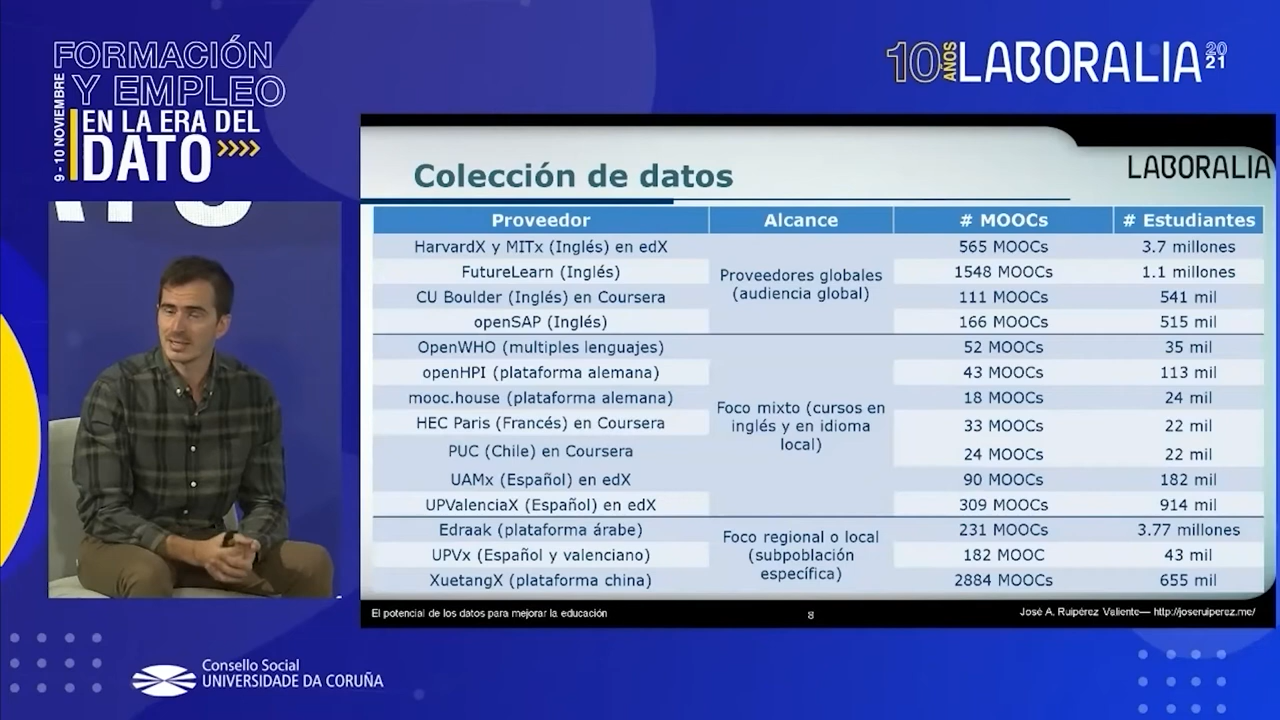 FORMACIÓN
Y EMPLEO
EN LA ERA DEL
DATO
9 - 10 NOVIEMBRE
10 AÑOS LABORALIA 2021
Colección de datos
LABORALIA
Proveedor Alcance # MOOCs # Estudiantes
HarvardX y MITx (Inglés) en edX 565 MOOCs 3.7 millones
FutureLearn (Inglés) 1548 MOOCs 1.1 millones
Proveedores globales
(audiencia global)
CU Boulder (Inglés) en Coursera 111 MOOCs 541 mil
openSAP (Inglés) 166 MOOCs 515 mil
OpenWHO (multiples lenguajes) 52 MOOCs 35 mil
openHPI (plataforma alemana) 43 MOOCs 113 mil
mooc.house (plataforma alemana) 18 MOOCs 24 mil
Foco mixto (cursos en
inglés y en idioma
local)
HEC Paris (Francés) en Coursera 33 MOOCs 22 mil
PUC (Chile) en Coursera 24 MOOCs 22 mil
UAMx (Español) en edX 90 MOOCs 182 mil
UPValenciaX (Español) en edX 309 MOOCs 914 mil
Edraak (plataforma árabe) 231 MOOCs 3.77 millones
Foco regional o local
(subpoblación
específica)
UPVx (Español y valenciano) 182 MOOC 43 mil
XuetangX (plataforma china) 2884 MOOCs 655 mil
El potencial de los datos para mejorar la educación 8 José A. Ruipérez Valiente— http://joseruiperez.me/
Consello Social
UNIVERSIDADE DA CORUÑA